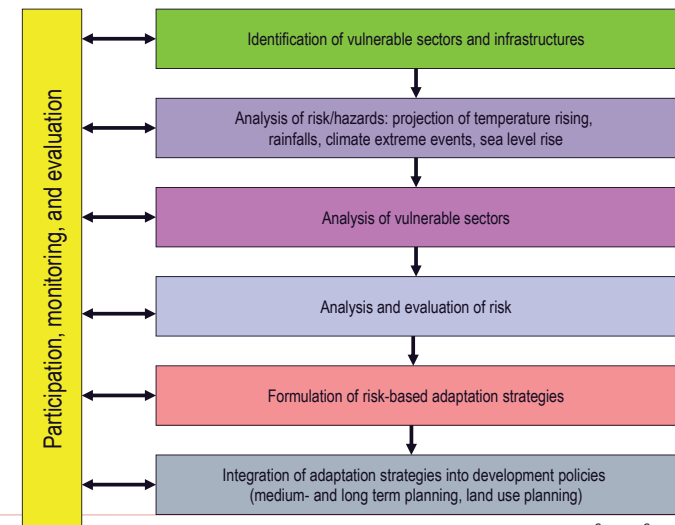 Participation, monitoring, and evaluation
Identification of vulnerable sectors and infrastructures
Analysis of risk/hazards: projection of temperature rising,
rainfalls, climate extreme events, sea level rise
Analysis of vulnerable sectors
Analysis and evaluation of risk
Formulation of risk-based adaptation strategies
Integration of adaptation strategies into development policies
(medium- and long term planning, land use planning)